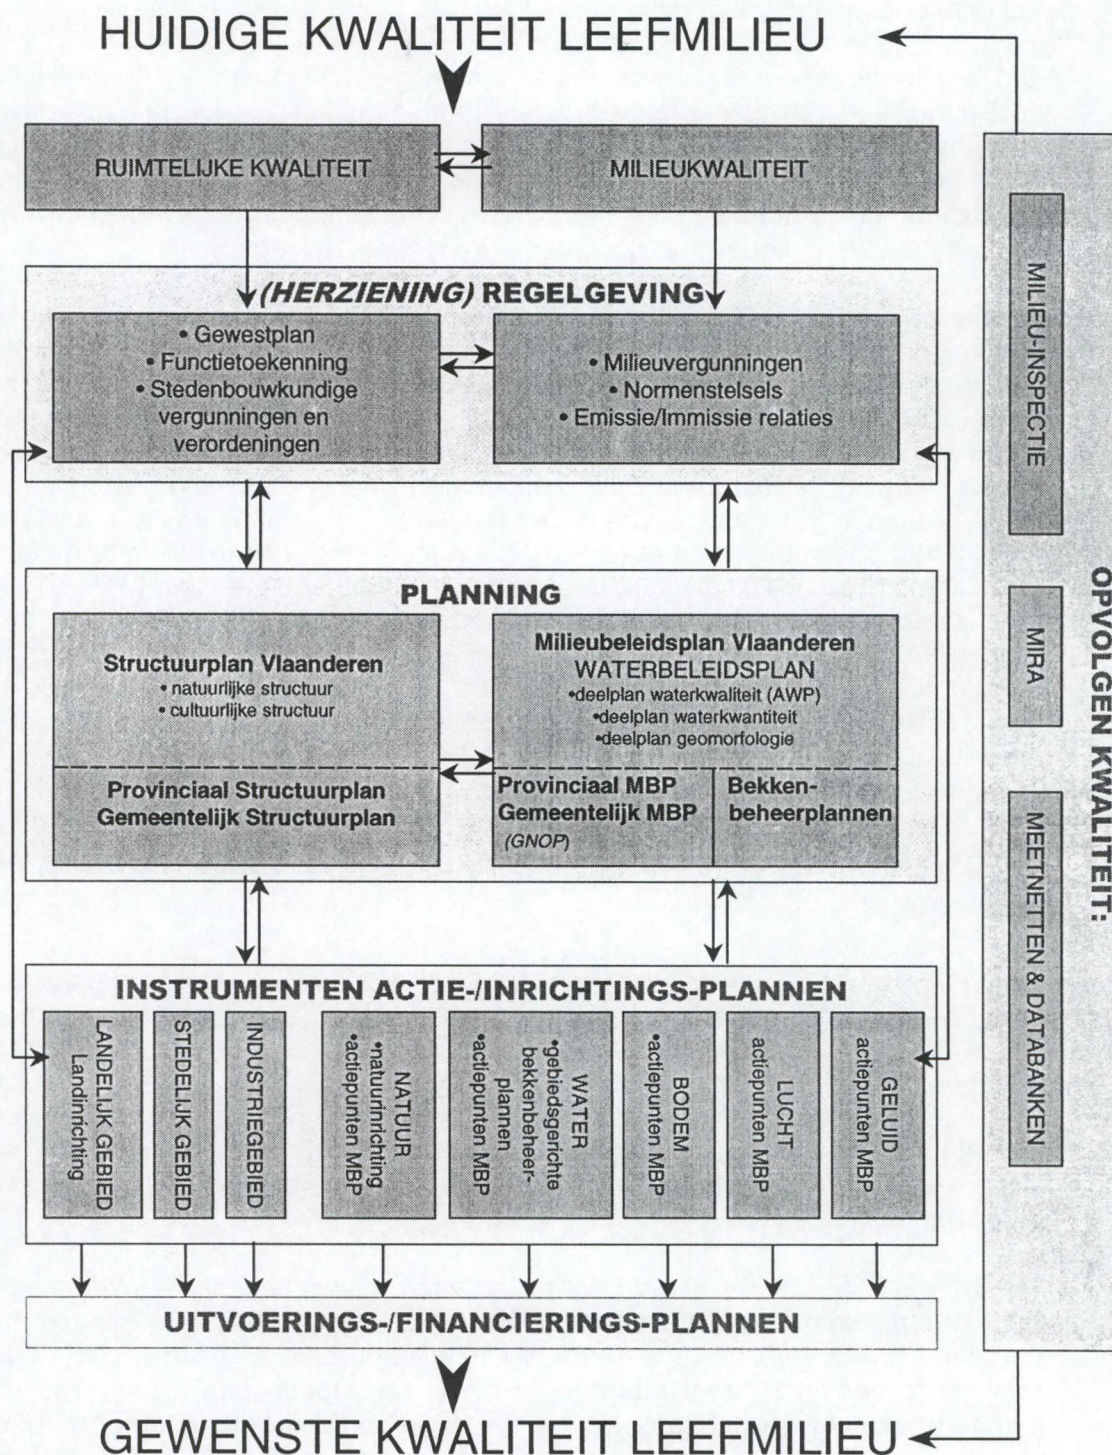 HUIDIGE KWALITEIT LEEFMILIEU
RUIMTELIJKE KWALITEIT
MILIEUKWALITEIT
(HERZIENING) REGELGEVING
• Gewestplan
• Functietoekenning
• Stedenbouwkundige
vergunningen en
verordeningen
• Milieuvergunningen
• Normenstelsels
• Emissie/Immissie relaties
PLANNING
Structuurplan Vlaanderen
• natuurlijke structuur
• cultuurlijke structuur
Provinciaal Structuurplan
Gemeentelijk Structuurplan
Milieubeleidsplan Vlaanderen
WATERBELEIDSPLAN
•deelplan waterkwaliteit (AWP)
•deelplan waterkwantiteit
•deelplan geomorfologie
Provinciaal MBP
Gemeentelijk MBP
(GNOP)
Bekken-
beheerplannen
INSTRUMENTEN ACTIE-/INRICHTINGS-PLANNEN
LANDELIJK GEBIED
Landinrichting
STEDELIJK GEBIED
INDUSTRIEGEBIED
NATUUR
•natuurinrichting
•actiepunten MBP
WATER
•gebiedsgerichte
bekkenbeheer-
plannen
•actiepunten MBP
BODEM
•actiepunten MBP
LUCHT
actiepunten MBP
GELUID
actiepunten MBP
UITVOERINGS-/FINANCIERINGS-PLANNEN
GEWENSTE KWALITEIT LEEFMILIEU
OPVOLGEN KWALITEIT:
MILIEU-INSPECTIE
MIRA
MEETNETTEN & DATABANKEN